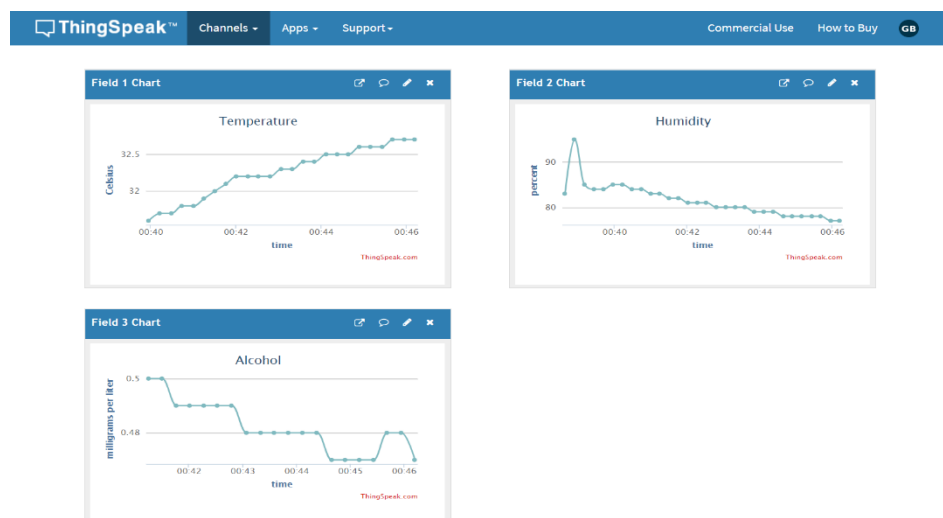 ThingSpeak™ Channels Apps Support Commercial Use How to Buy GB
Field 1 Chart
Temperature
Celsius
32.5
32
00:40 00:42 00:44 00:46
time
ThingSpeak.com
Field 2 Chart
Humidity
percent
90
80
00:40 00:42 00:44 00:46
time
ThingSpeak.com
Field 3 Chart
Alcohol
milligrams per liter
0.5
0.48
00:42 00:43 00:44 00:45 00:46
time
ThingSpeak.com